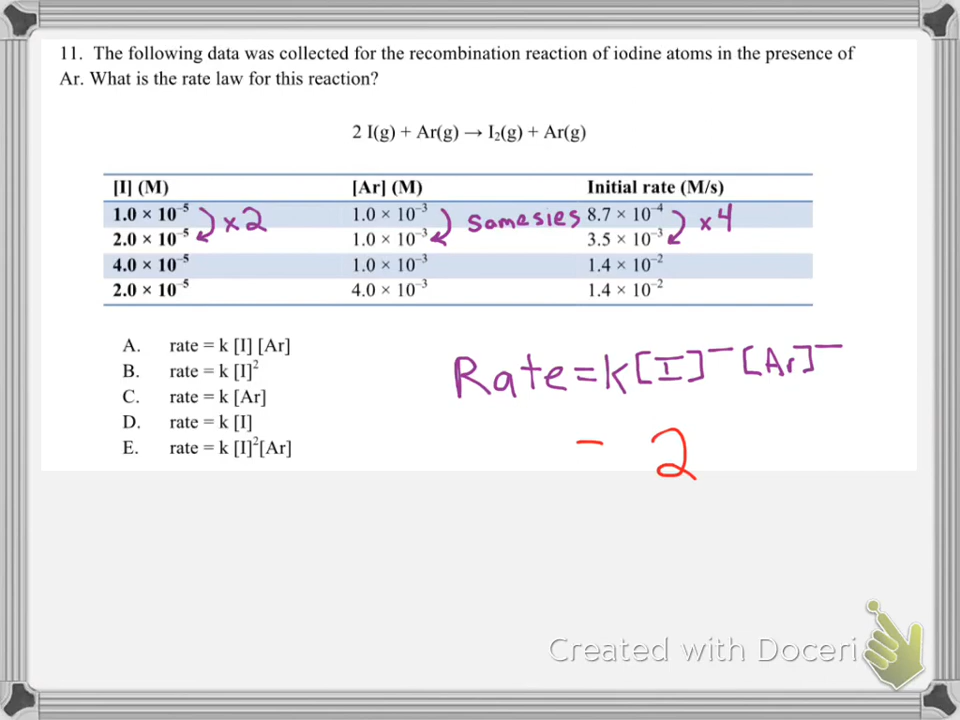 11. The following data was collected for the recombination reaction of iodine atoms in the presence of
Ar. What is the rate law for this reaction?
2 I(g) + Ar(g) → I₂(g) + Ar(g)
[I] (M) [Ar] (M) Initial rate (M/s)
1.0 × 10⁻⁵ 1.0 × 10⁻³ 8.7 × 10⁻⁴
×2 Samesies ×4
2.0 × 10⁻⁵ 1.0 × 10⁻³ 3.5 × 10⁻³
4.0 × 10⁻⁵ 1.0 × 10⁻³ 1.4 × 10⁻²
2.0 × 10⁻⁵ 4.0 × 10⁻³ 1.4 × 10⁻²
A. rate = k [I] [Ar]
B. rate = k [I]²
C. rate = k [Ar]
D. rate = k [I]
E. rate = k [I]²[Ar]
Rate=k[I]⁻[Ar]⁻
– 2
Created with Doceri